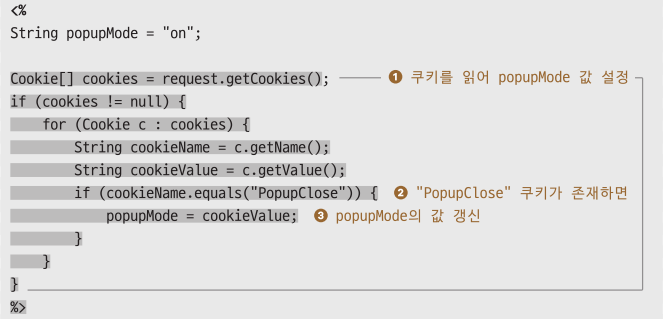 <%
String popupMode = "on";
Cookie[] cookies = request.getCookies(); ❶ 쿠키를 읽어 popupMode 값 설정
if (cookies != null) {
    for (Cookie c : cookies) {
        String cookieName = c.getName();
        String cookieValue = c.getValue();
        if (cookieName.equals("PopupClose")) { ❷ "PopupClose" 쿠키가 존재하면
            popupMode = cookieValue; ❸ popupMode의 값 갱신
        }
    }
}
%>